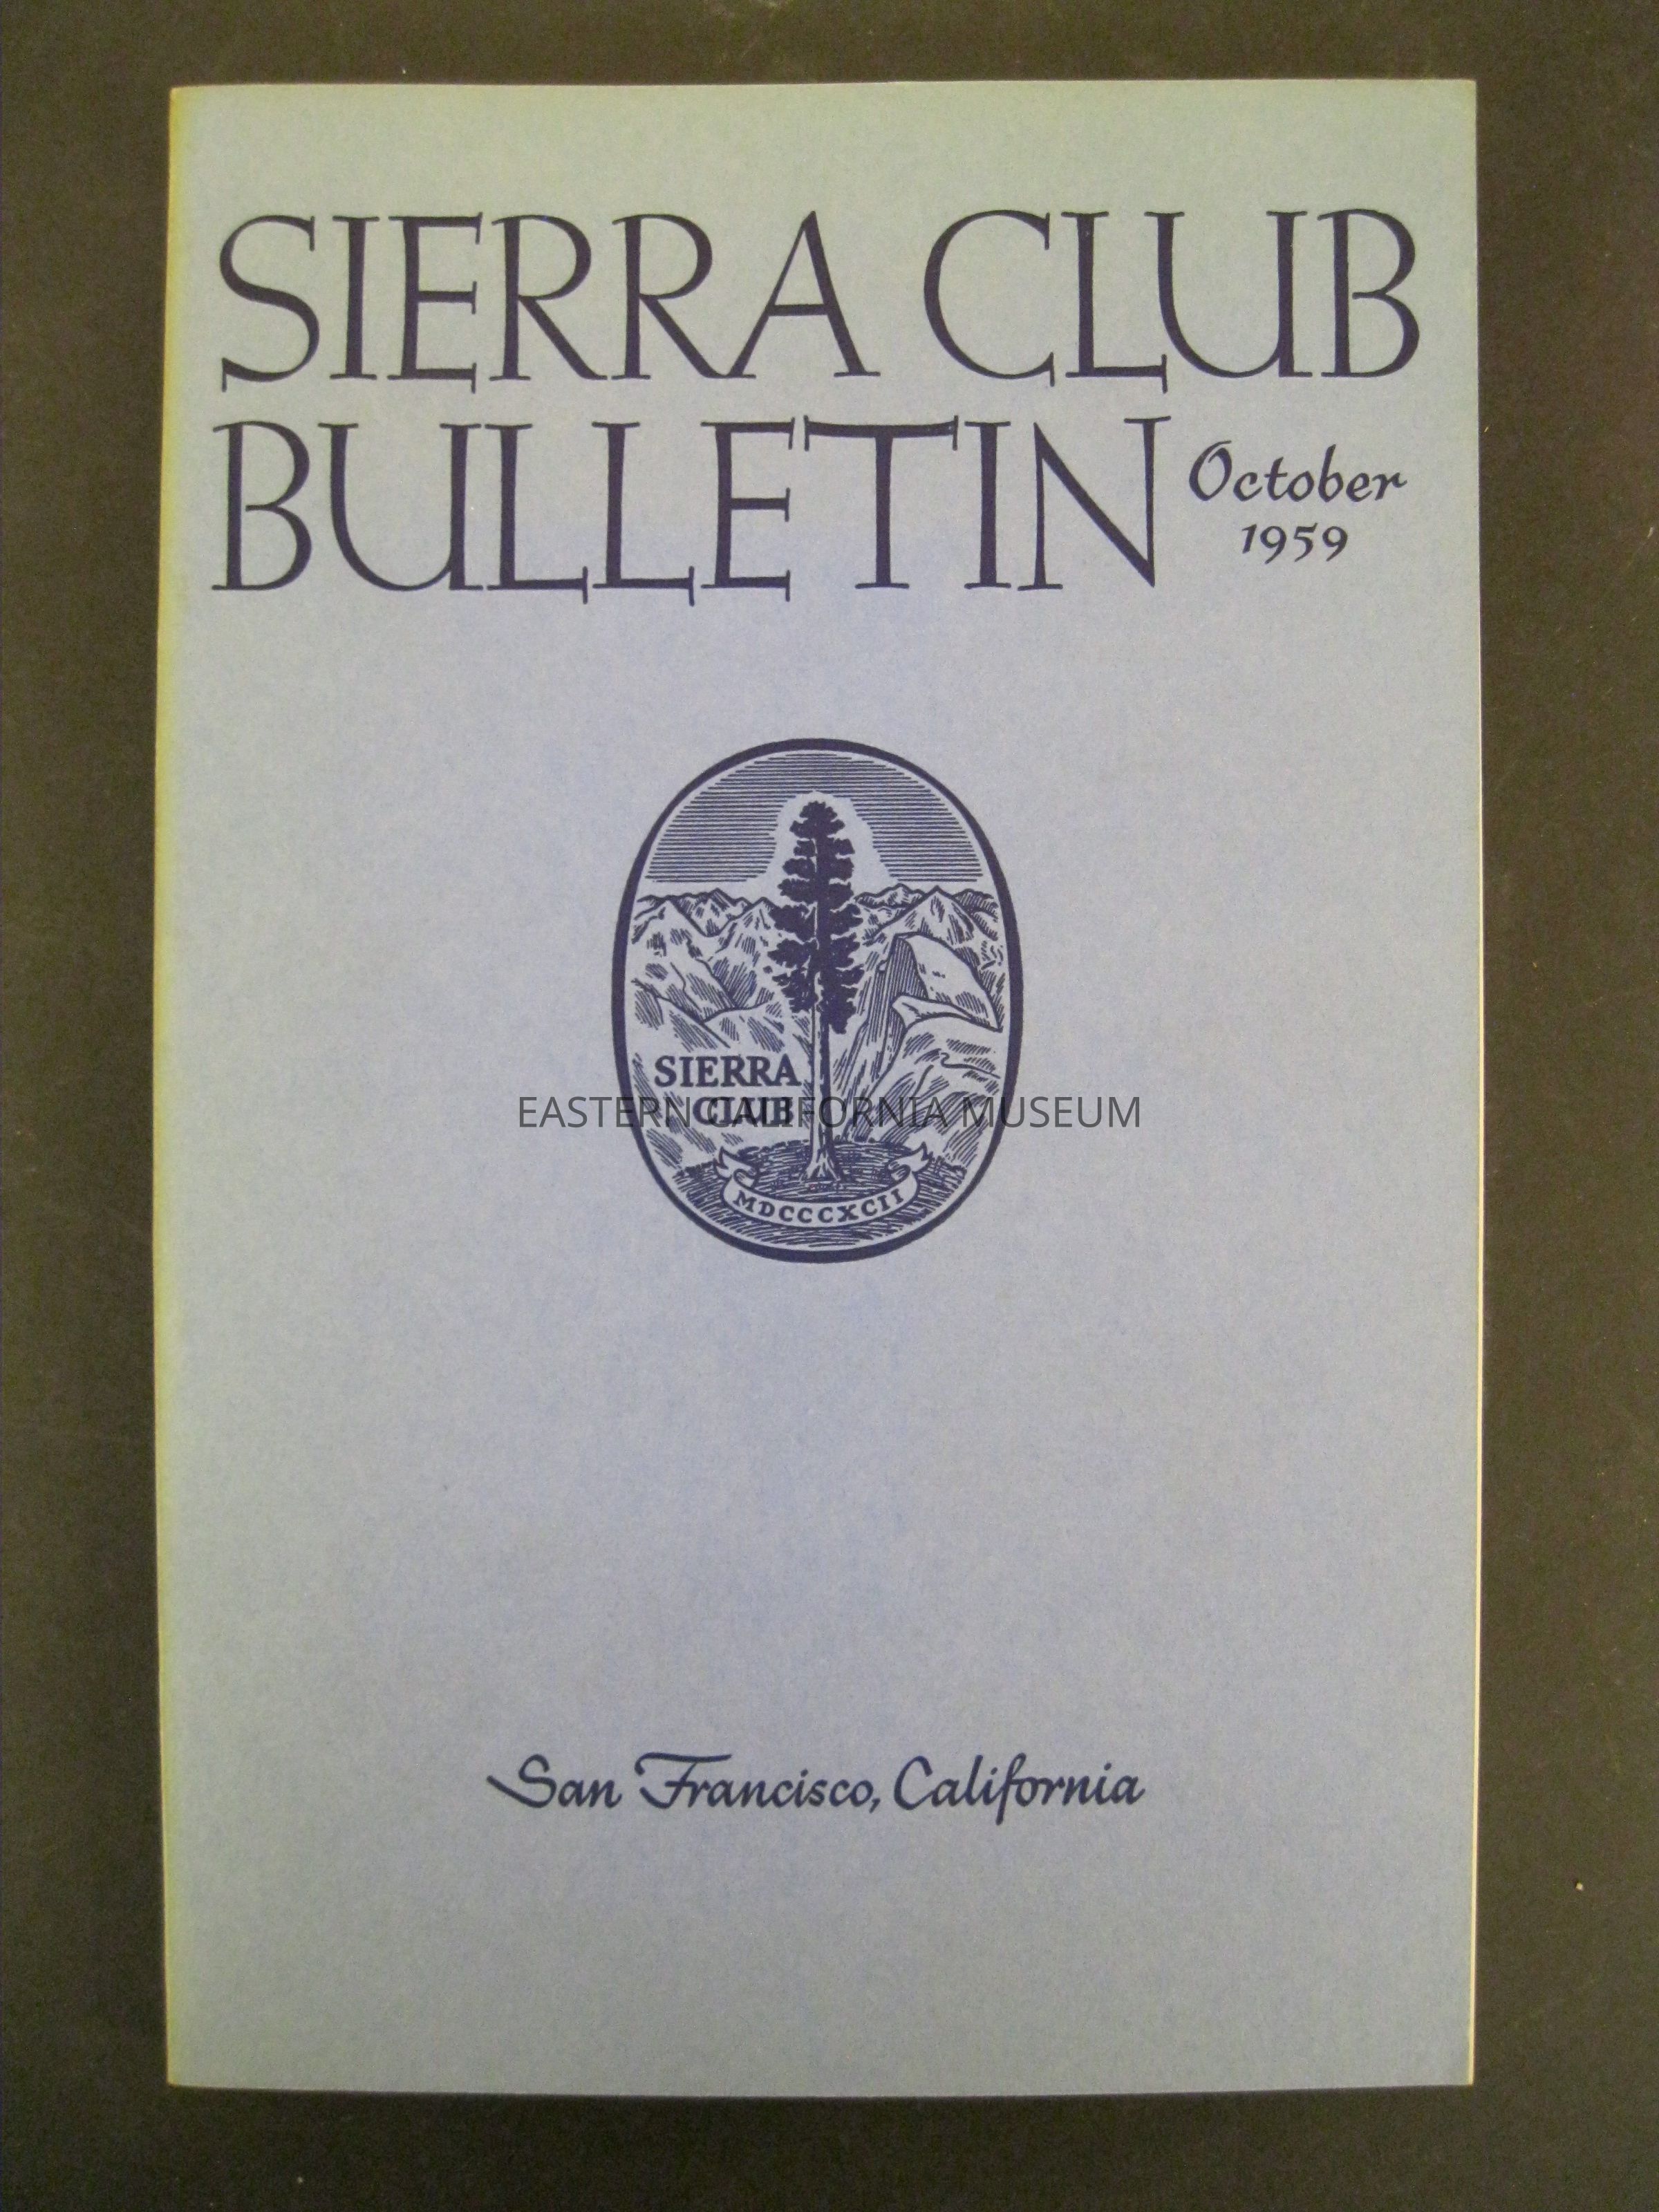 SIERRA CLUB
BULLETIN
October
1959
SIERRA
CLUB
EASTERN CALIFORNIA MUSEUM
MDCCCXCII
San Francisco, California